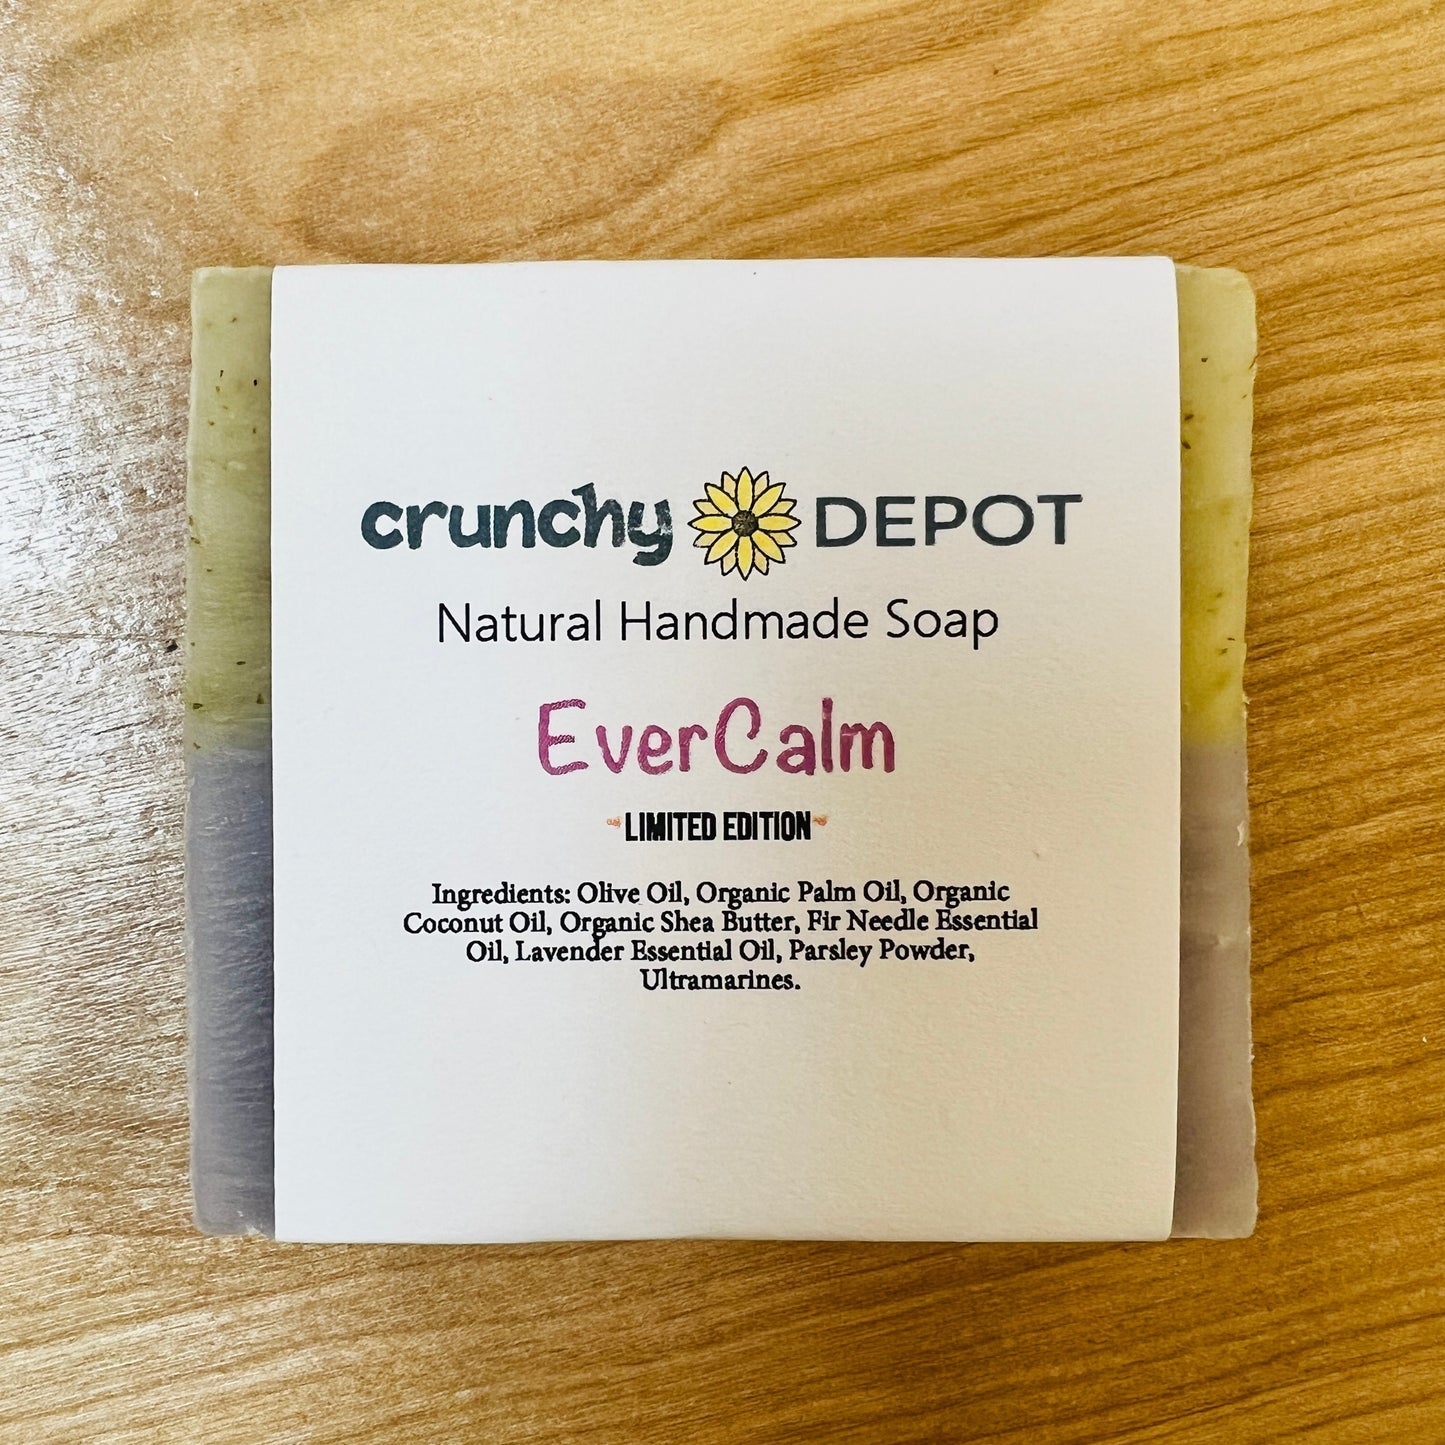 crunchy DEPOT
Natural Handmade Soap
EverCalm
LIMITED EDITION
Ingredients: Olive Oil, Organic Palm Oil, Organic
Coconut Oil, Organic Shea Butter, Fir Needle Essential
Oil, Lavender Essential Oil, Parsley Powder,
Ultramarines.